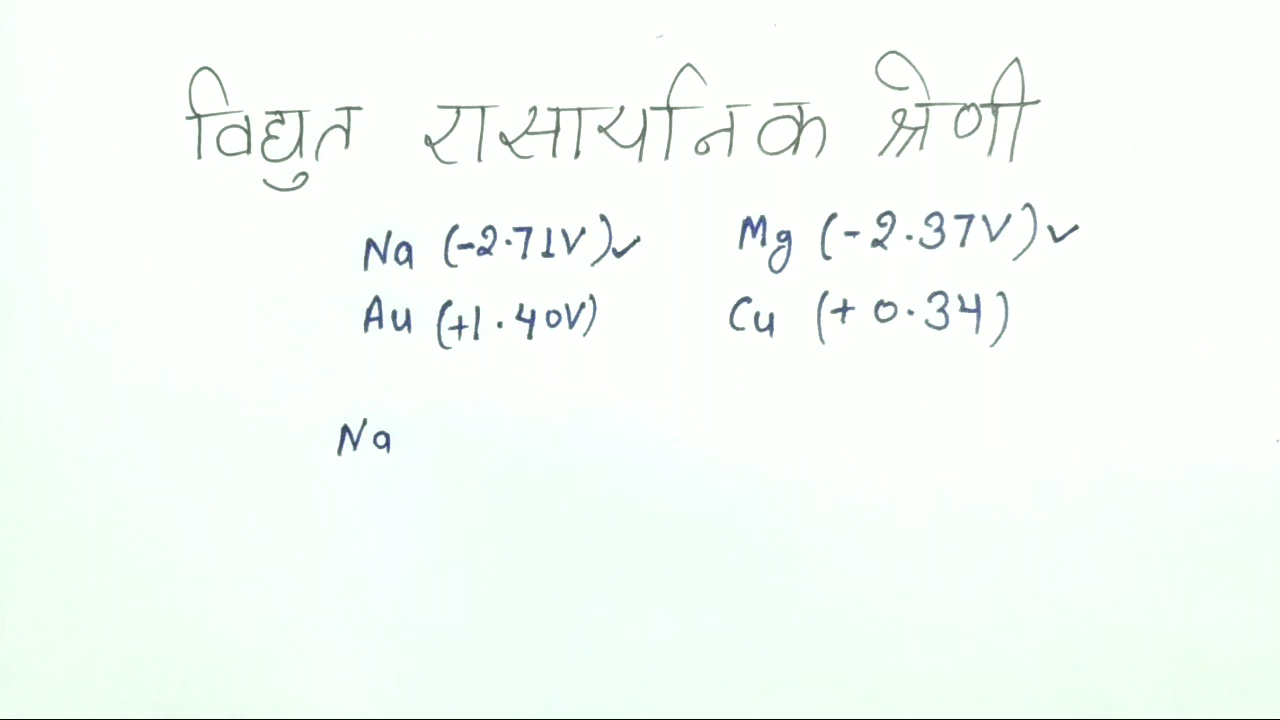 विद्युत रासायनिक श्रेणी
Na (-2.71V)✓ Mg (-2.37V)✓
Au (+1.40V) Cu (+0.34)
Na